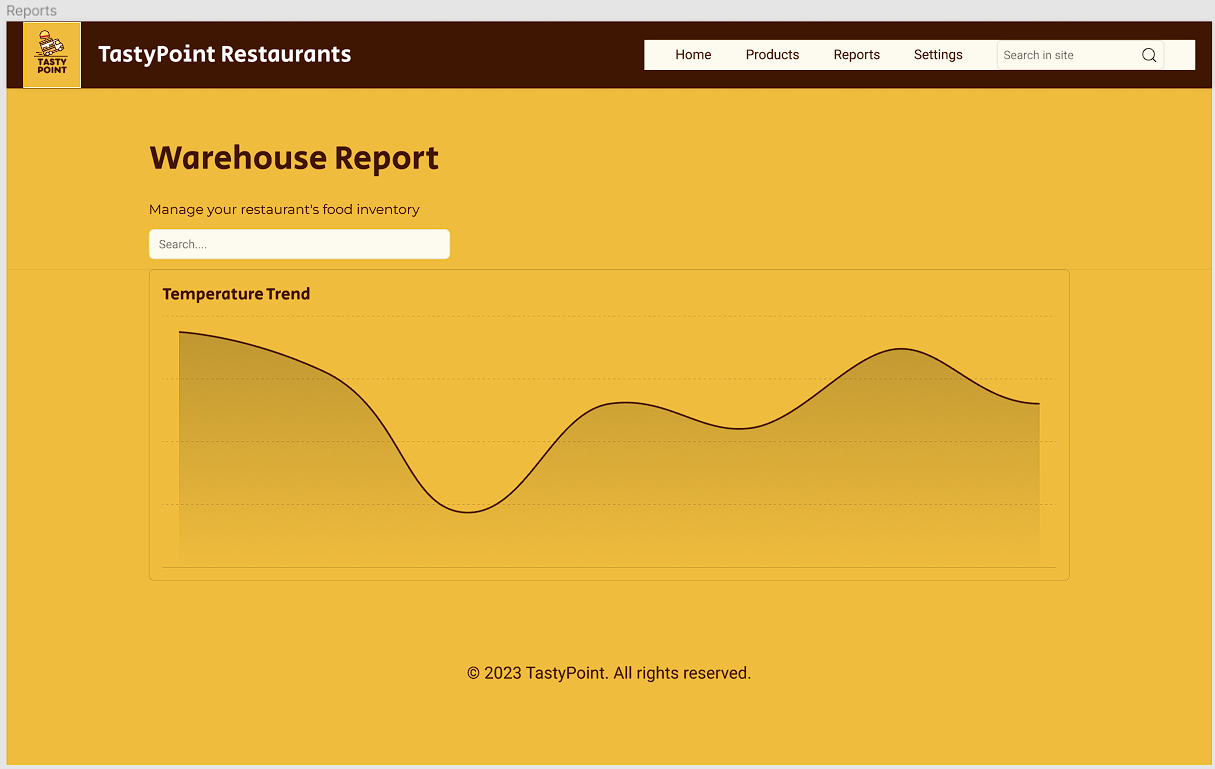 Reports
TASTY
POINT
TastyPoint Restaurants
Home
Products
Reports
Settings
Search in site
Warehouse Report
Manage your restaurant's food inventory
Search....
Temperature Trend
© 2023 TastyPoint. All rights reserved.